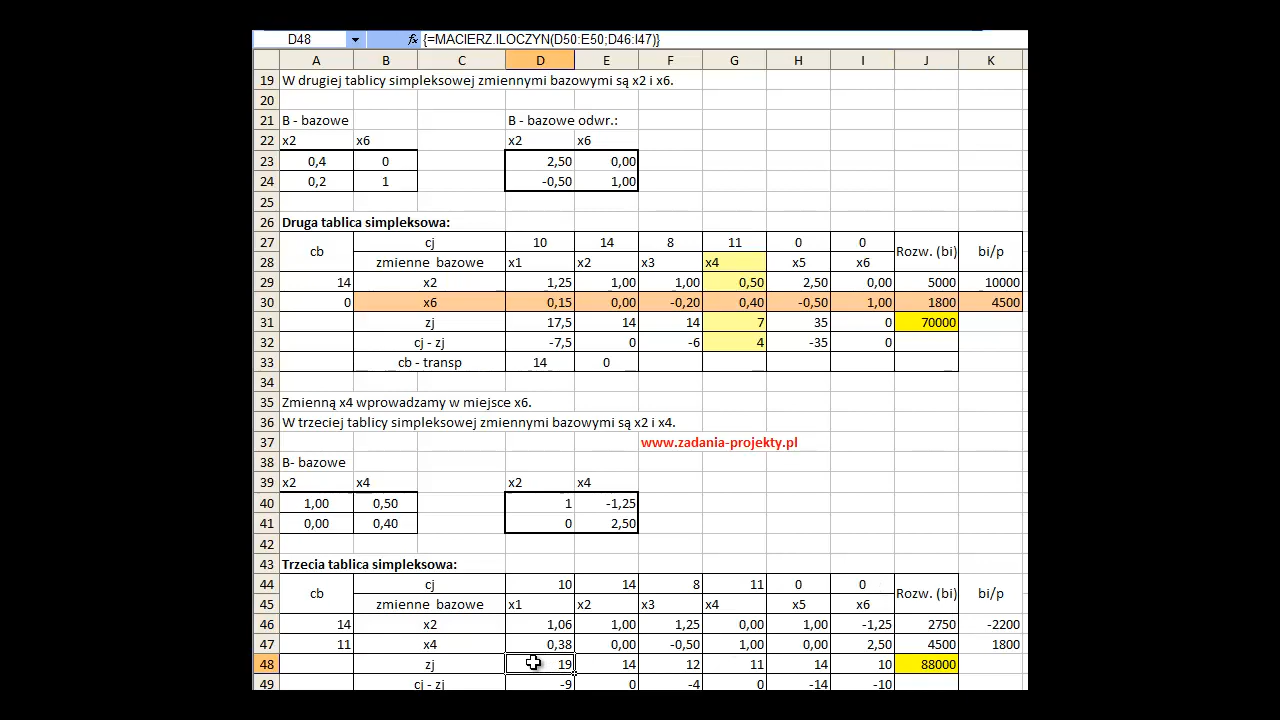 D48 fx {=MACIERZ.ILOCZYN(D50:E50;D46:I47)}
A B C D E F G H I J K
19 W drugiej tablicy simpleksowej zmiennymi bazowymi są x2 i x6.
20
21 B - bazowe B - bazowe odwr.:
22 x2 x6 x2 x6
23 0,4 0 2,50 0,00
24 0,2 1 -0,50 1,00
25
26 Druga tablica simpleksowa:
27 cb cj 10 14 8 11 0 0 Rozw. (bi) bi/p
28 zmienne bazowe x1 x2 x3 x4 x5 x6
29 14 x2 1,25 1,00 1,00 0,50 2,50 0,00 5000 10000
30 0 x6 0,15 0,00 -0,20 0,40 -0,50 1,00 1800 4500
31 zj 17,5 14 14 7 35 0 70000
32 cj - zj -7,5 0 -6 4 -35 0
33 cb - transp 14 0
34
35 Zmienną x4 wprowadzamy w miejsce x6.
36 W trzeciej tablicy simpleksowej zmiennymi bazowymi są x2 i x4.
37 www.zadania-projekty.pl
38 B- bazowe
39 x2 x4 x2 x4
40 1,00 0,50 1 -1,25
41 0,00 0,40 0 2,50
42
43 Trzecia tablica simpleksowa:
44 cb cj 10 14 8 11 0 0 Rozw. (bi) bi/p
45 zmienne bazowe x1 x2 x3 x4 x5 x6
46 14 x2 1,06 1,00 1,25 0,00 1,00 -1,25 2750 -2200
47 11 x4 0,38 0,00 -0,50 1,00 0,00 2,50 4500 1800
48 zj 19 14 12 11 14 10 88000
49 cj - zj -9 0 -4 0 -14 -10